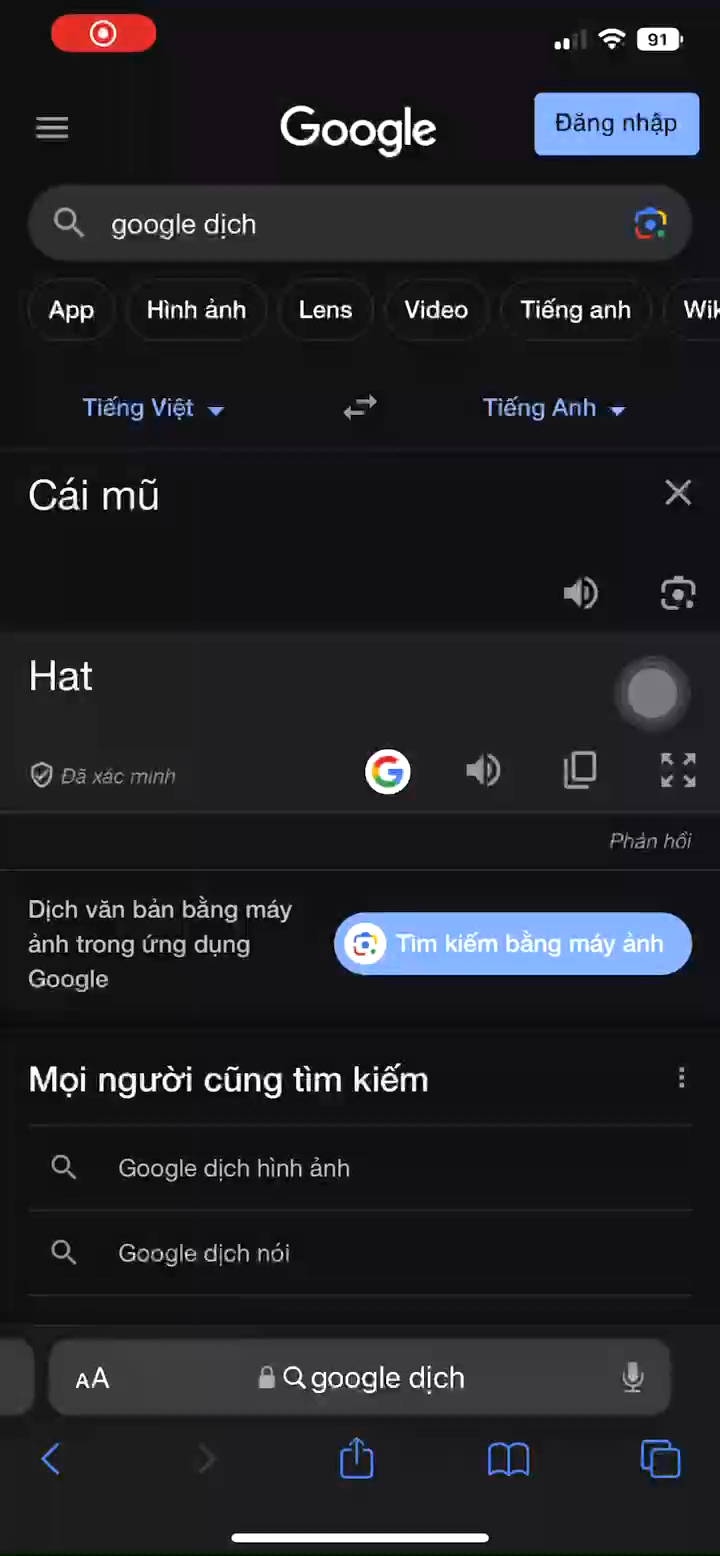 91
Google
Đăng nhập
google dịch
App
Hình ảnh
Lens
Video
Tiếng anh
Wik
Tiếng Việt
Tiếng Anh
Cái mũ
Hat
Đã xác minh
Phản hồi
Dịch văn bản bằng máy
ảnh trong ứng dụng
Google
Tìm kiếm bằng máy ảnh
Mọi người cũng tìm kiếm
Google dịch hình ảnh
Google dịch nói
AA
google dịch